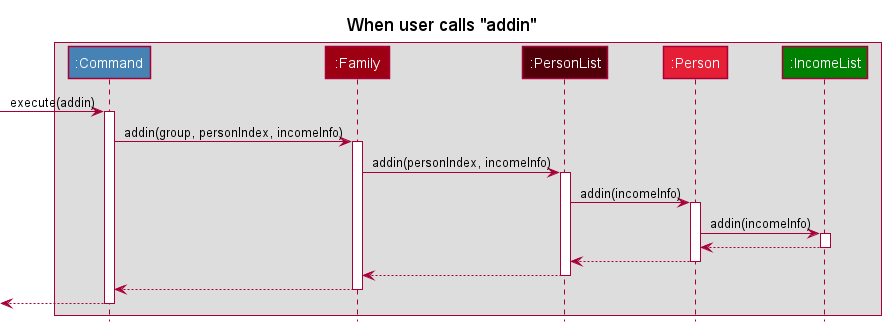 When user calls "addin"
:Command
:Family
:PersonList
:Person
:IncomeList
execute(addin)
addin(group, personIndex, incomeInfo)
addin(personIndex, incomeInfo)
addin(incomeInfo)
addin(incomeInfo)